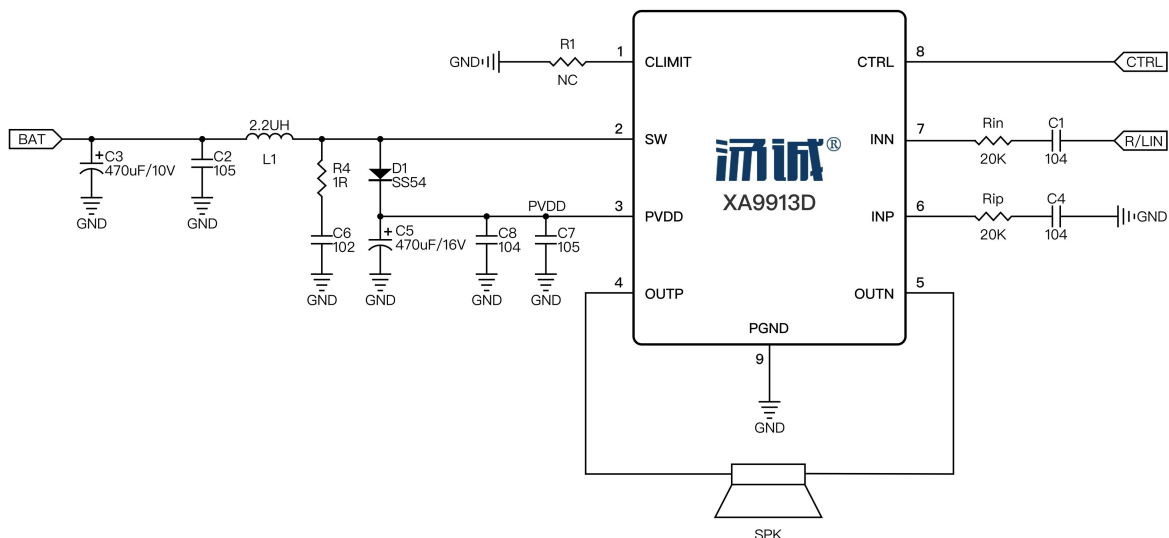 R1
GND
NC
1
CLIMIT
CTRL
8
CTRL
BAT
2.2UH
L1
2
SW
INN
7
Rin
20K
C1
104
R/LIN
+
C3
470uF/10V
GND
C2
105
GND
R4
1R
D1
SS54
C6
102
GND
+
C5
470uF/16V
GND
C8
104
GND
PVDD
C7
105
GND
3
PVDD
汤诚®
XA9913D
INP
6
Rip
20K
C4
104
GND
4
OUTP
OUTN
5
PGND
9
GND
SPK